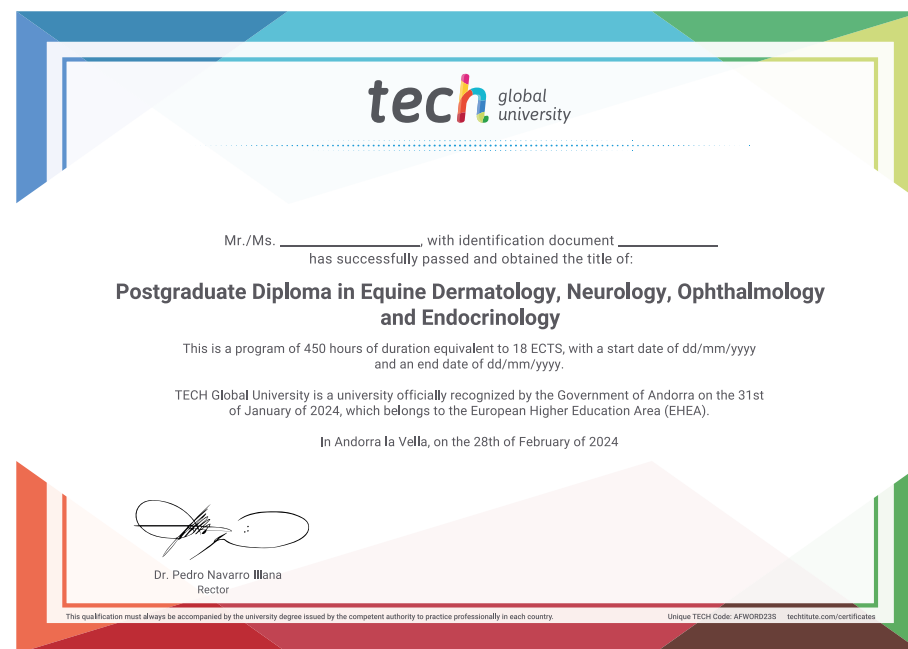 tech global university
Mr./Ms. ____________________, with identification document ______________
has successfully passed and obtained the title of:
Postgraduate Diploma in Equine Dermatology, Neurology, Ophthalmology
and Endocrinology
This is a program of 450 hours of duration equivalent to 18 ECTS, with a start date of dd/mm/yyyy
and an end date of dd/mm/yyyy.
TECH Global University is a university officially recognized by the Government of Andorra on the 31st
of January of 2024, which belongs to the European Higher Education Area (EHEA).
In Andorra la Vella, on the 28th of February of 2024
Dr. Pedro Navarro Illana
Rector
This qualification must always be accompanied by the university degree issued by the competent authority to practice professionally in each country. Unique TECH Code: AFWORD23S techtitute.com/certificates